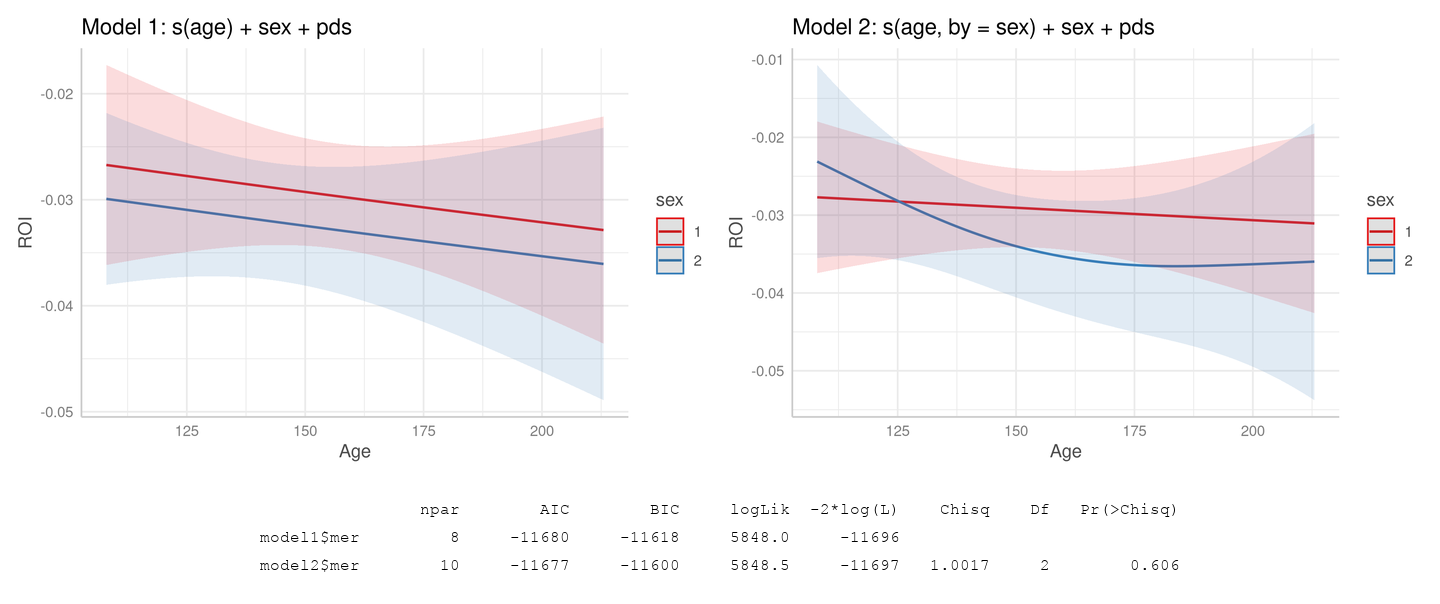 Model 1: s(age) + sex + pds
-0.02
-0.03
-0.04
-0.05
ROI
125 150 175 200
Age
sex
1
2
Model 2: s(age, by = sex) + sex + pds
-0.01
-0.02
-0.03
-0.04
-0.05
ROI
125 150 175 200
Age
sex
1
2
npar AIC BIC logLik -2*log(L) Chisq Df Pr(>Chisq)
model1$mer 8 -11680 -11618 5848.0 -11696
model2$mer 10 -11677 -11600 5848.5 -11697 1.0017 2 0.606